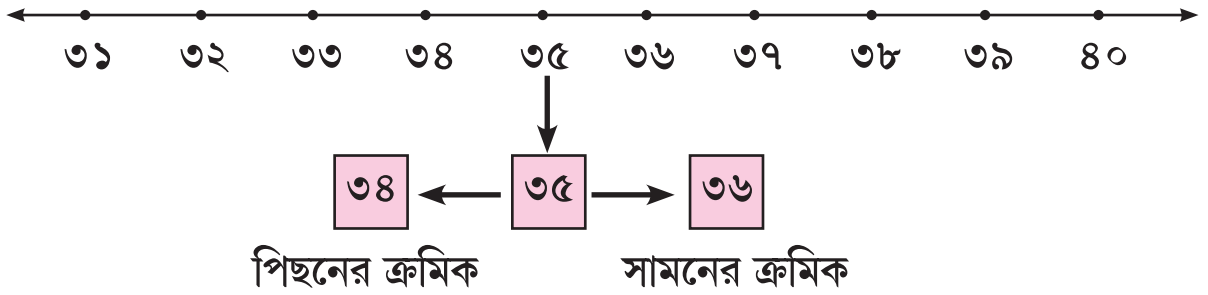 ৩১ ৩২ ৩৩ ৩৪ ৩৫ ৩৬ ৩৭ ৩৮ ৩৯ ৪০
৩৪ ৩৫ ৩৬
পিছনের ক্রমিক সামনের ক্রমিক